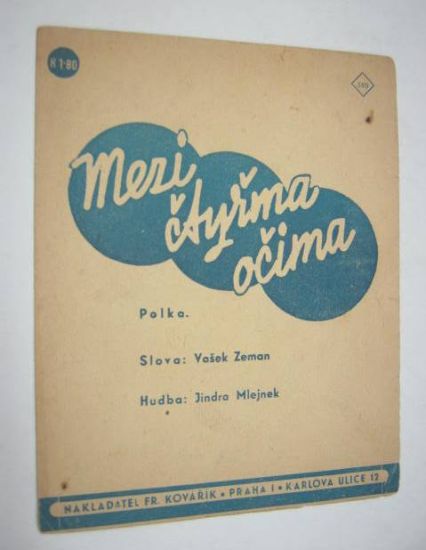 K 1·80
Mezi
čtyřma
očima
Polka.
Slova: Vašek Zeman
Hudba: Jindra Mlejnek
NAKLADATEL FR. KOVAŘÍK • PRAHA I • KARLOVA ULICE 12